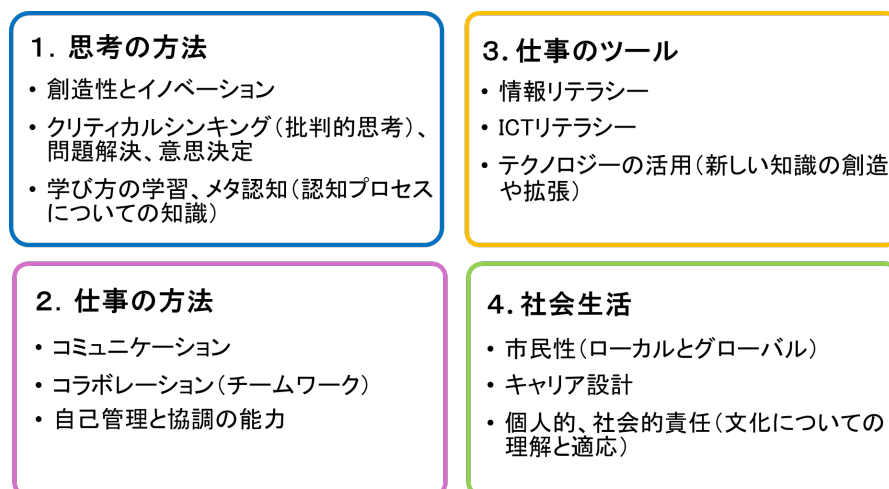 1. 思考の方法
• 創造性とイノベーション
• クリティカルシンキング（批判的思考）、
問題解決、意思決定
• 学び方の学習、メタ認知（認知プロセス
についての知識）
2. 仕事の方法
• コミュニケーション
• コラボレーション（チームワーク）
• 自己管理と協調の能力
3. 仕事のツール
• 情報リテラシー
• ICTリテラシー
• テクノロジーの活用（新しい知識の創造
や拡張）
4. 社会生活
• 市民性（ローカルとグローバル）
• キャリア設計
• 個人的、社会的責任（文化についての
理解と適応）